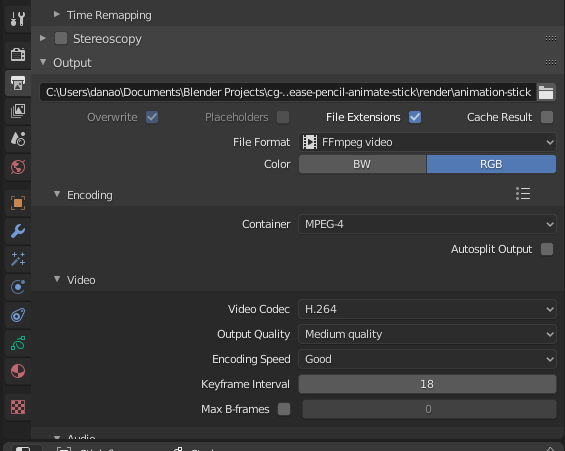 Time Remapping
Stereoscopy
Output
C:\Users\danao\Documents\Blender Projects\cg-..ease-pencil-animate-stick\render\animation-stick
Overwrite Placeholders File Extensions Cache Result
File Format FFmpeg video
Color BW RGB
Encoding
Container MPEG-4
Autosplit Output
Video
Video Codec H.264
Output Quality Medium quality
Encoding Speed Good
Keyframe Interval 18
Max B-frames 0
Audio